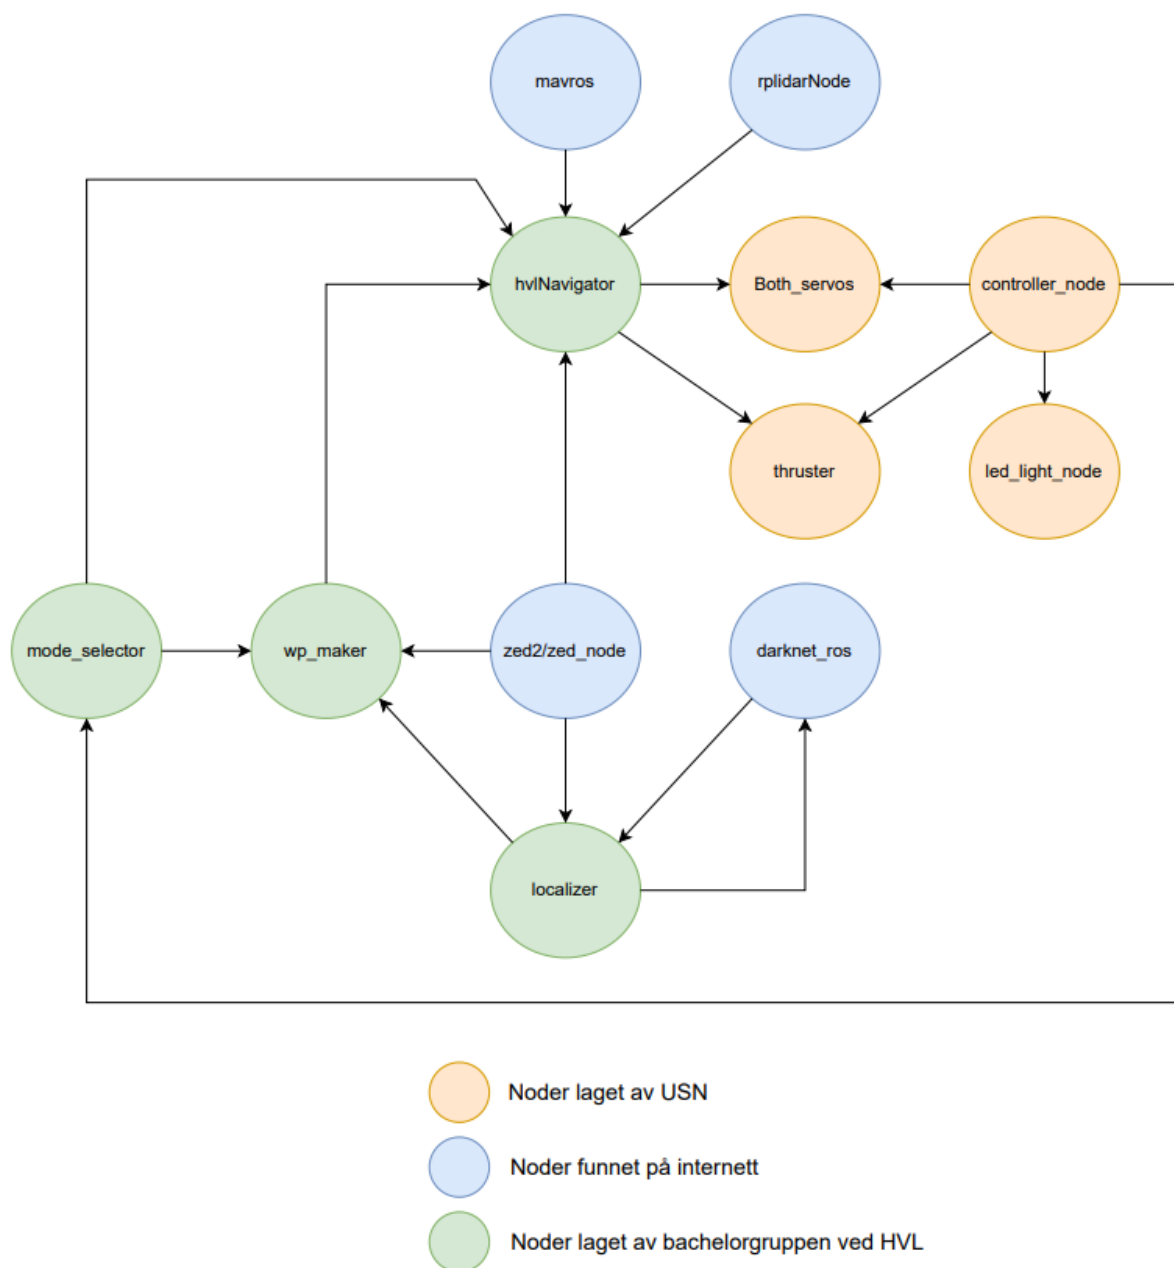 mavros
rplidarNode
hvlNavigator
Both_servos
controller_node
thruster
led_light_node
mode_selector
wp_maker
zed2/zed_node
darknet_ros
localizer
Noder laget av USN
Noder funnet på internett
Noder laget av bachelorgruppen ved HVL